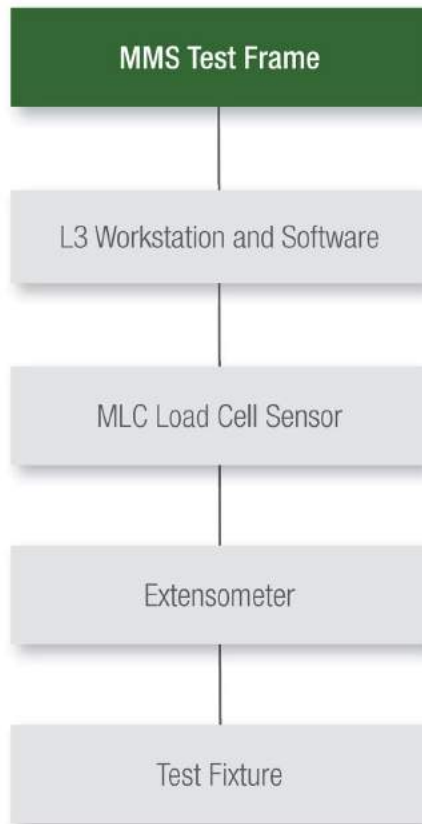 MMS Test Frame
L3 Workstation and Software
MLC Load Cell Sensor
Extensometer
Test Fixture